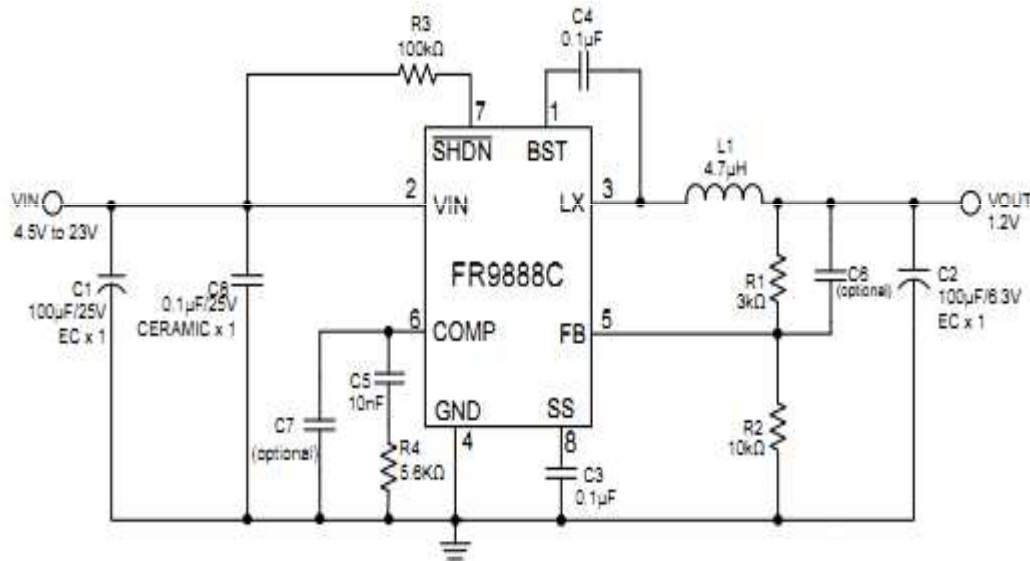 R3
100kΩ
C4
0.1µF
7
1
SHDN
BST
L1
4.7µH
VIN
2
VIN
LX
3
VOUT
4.5V to 23V
1.2V
FR9888C
C1
100µF/25V
EC x 1
C8
0.1µF/25V
CERAMIC x 1
R1
3kΩ
C6
(optional)
C2
100µF/6.3V
EC x 1
6
COMP
FB
5
C5
10nF
C7
(optional)
R4
5.6KΩ
GND
4
SS
8
C3
0.1µF
R2
10kΩ